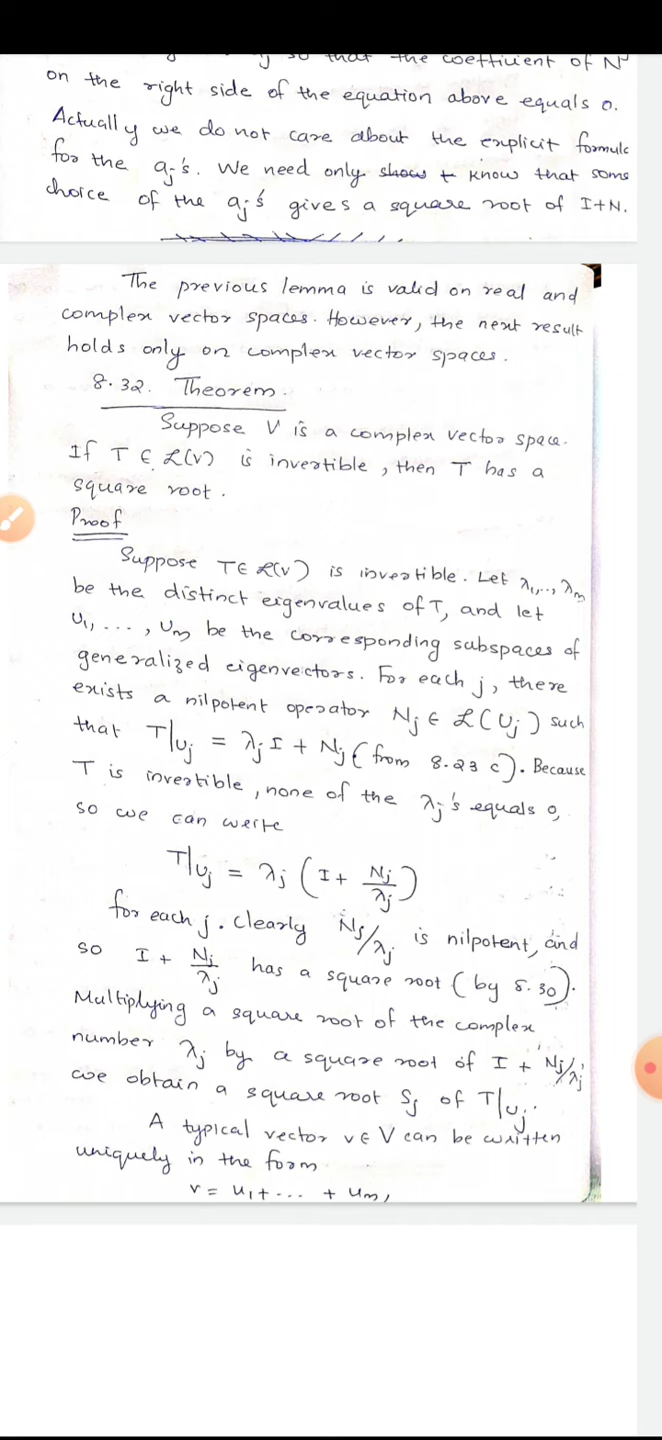 so that the coefficient of N^j
on the right side of the equation above equals 0.
Actually we do not care about the explicit formula
for the a_j's. We need only show t know that some
choice of the a_j's gives a square root of I+N.
The previous lemma is valid on real and
complex vector spaces. However, the next result
holds only on complex vector spaces.
8.32. Theorem.
Suppose V is a complex vector space.
If T ∈ L(V) is invertible, then T has a
square root.
Proof
Suppose T∈ L(V) is invertible. Let λ₁,..., λₘ
be the distinct eigenvalues of T, and let
U₁, ..., Uₘ be the corresponding subspaces of
generalized eigenvectors. For each j, there
exists a nilpotent operator Nⱼ ∈ L(Uⱼ) such
that T|uⱼ = λⱼI + Nⱼ (from 8.23 c). Because
T is invertible, none of the λⱼ's equals 0,
so we can write
T|uⱼ = λⱼ (I + Nⱼ/λⱼ)
for each j. Clearly Nⱼ/λⱼ is nilpotent, and
so I + Nⱼ/λⱼ has a square root (by 8.30).
Multiplying a square root of the complex
number λⱼ by a square root of I + Nⱼ/λⱼ,
we obtain a square root Sⱼ of T|uⱼ.
A typical vector v∈V can be written
uniquely in the form
v = u₁+... + uₘ,